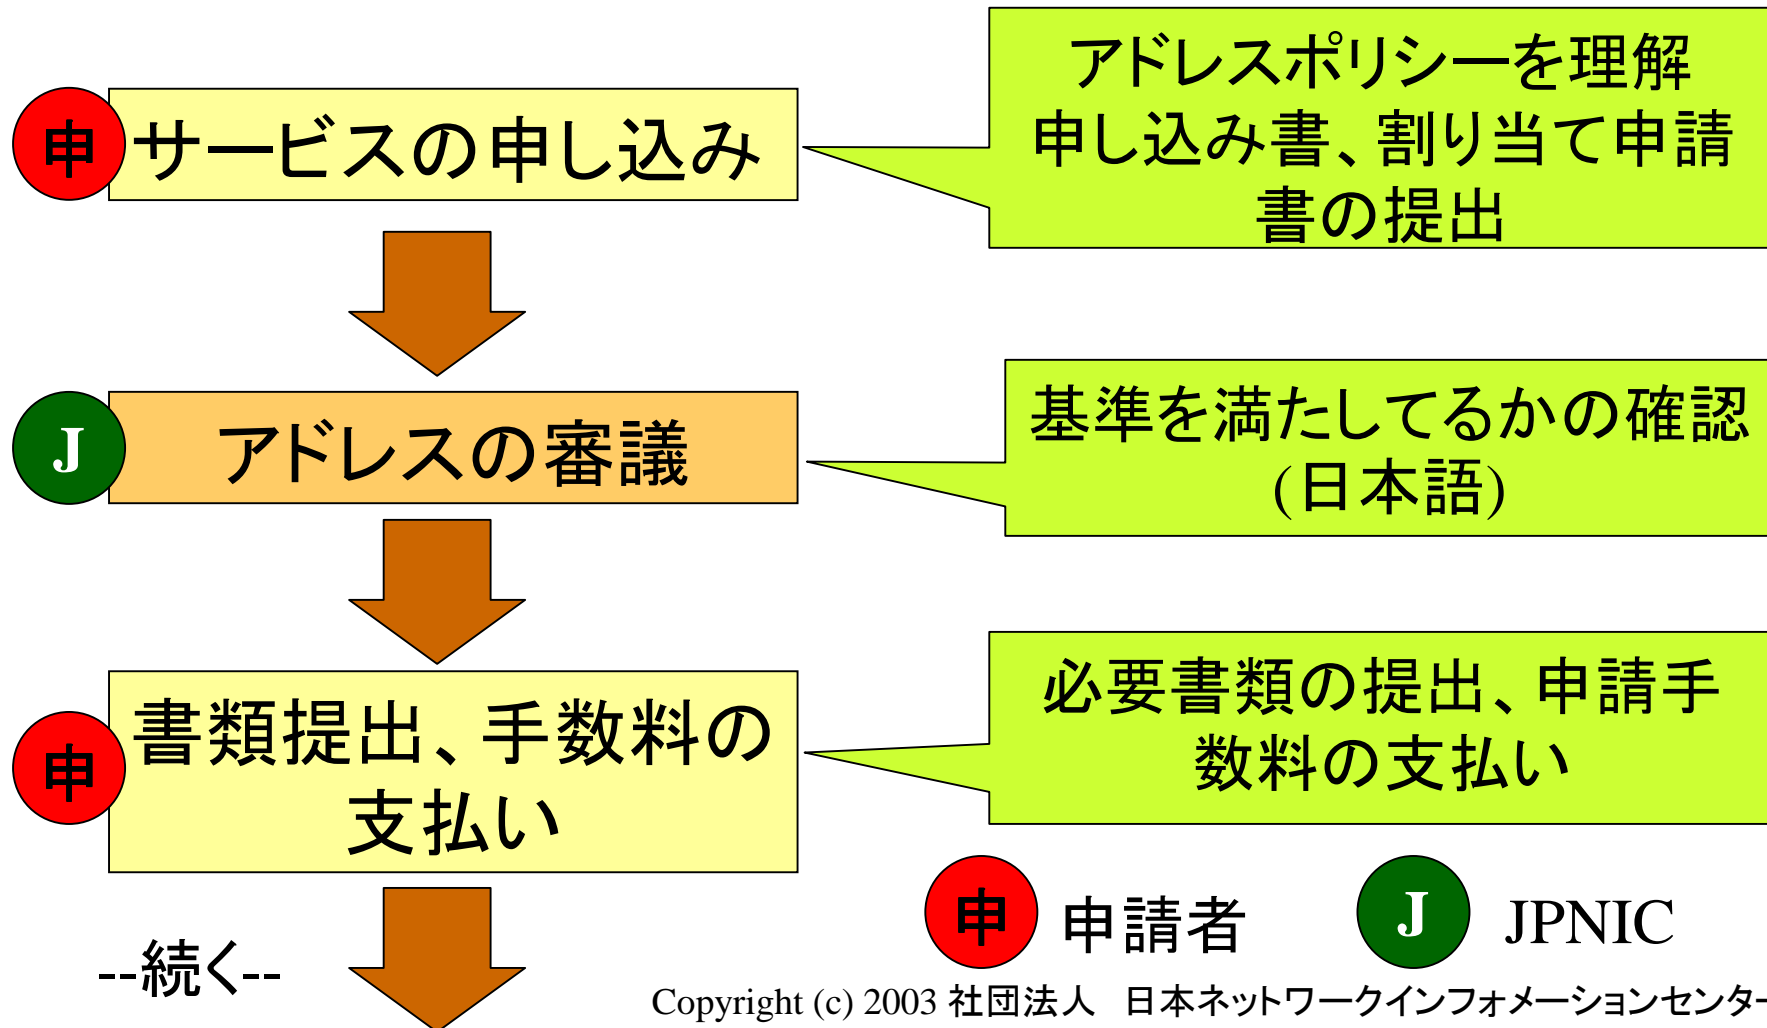 申
サービスの申し込み
アドレスポリシーを理解
申し込み書、割り当て申請
書の提出
J
アドレスの審議
基準を満たしてるかの確認
(日本語)
申
書類提出、手数料の
支払い
必要書類の提出、申請手
数料の支払い
申 申請者
J JPNIC
--続く--
Copyright (c) 2003 社団法人　日本ネットワークインフォメーションセンター